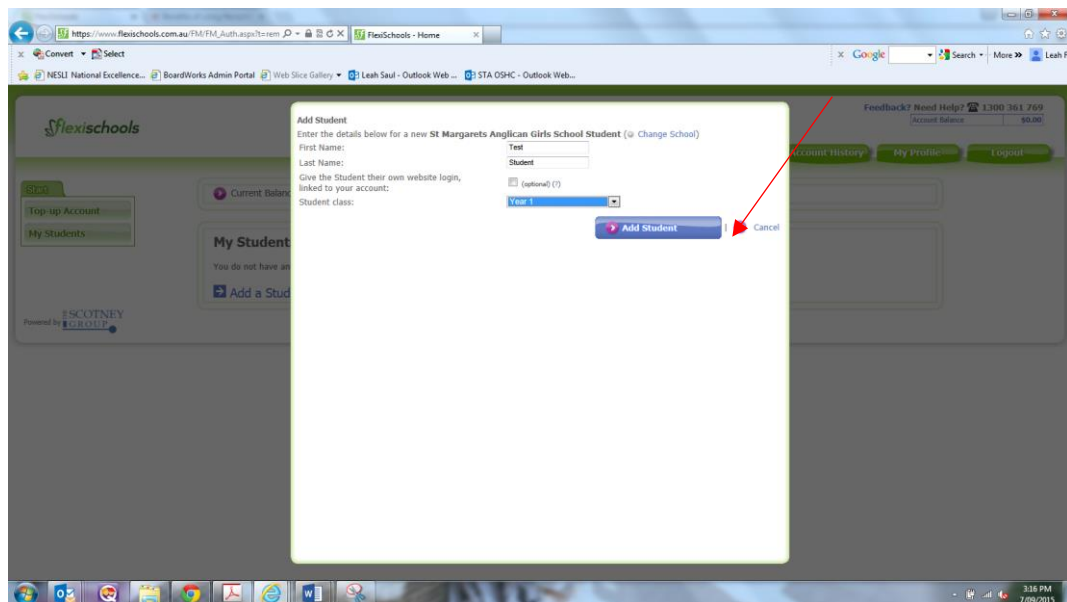 https://www.flexischools.com.au/FM/FM_Auth.aspx?t=rem
FlexiSchools - Home
x Convert Select
x Google Search More » Leah
NESLI National Excellence... BoardWorks Admin Portal Web Slice Gallery Leah Saul - Outlook Web ... STA OSHC - Outlook Web...
flexischools
Feedback? Need Help? 1300 361 769
Account Balance $0.00
Account History My Profile Logout
Start
Top-up Account
My Students
Powered by SCOTNEY GROUP
Current Balanc
My Student
You do not have an
Add a Stud
Add Student
Enter the details below for a new St Margarets Anglican Girls School Student (Change School)
First Name: Test
Last Name: Student
Give the Student their own website login,
linked to your account: (optional) (?)
Student class: Year 1
Add Student | Cancel
3:16 PM
7/09/2015